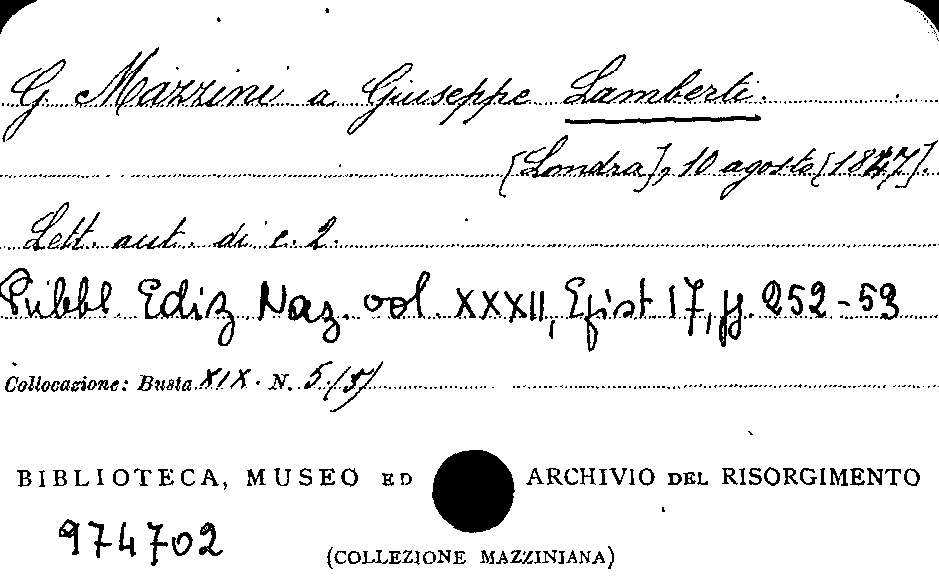 G. Mazzini a Giuseppe Lamberti.
[Londra], 10 agosto [1847].
Lett. aut. di c. 2.
Pubbl. Ediz Naz. vol. XXXII, Epist 17, pp. 252-53
Collocazione: Busta XIX. N. 5/(5)
BIBLIOTECA, MUSEO ED ARCHIVIO DEL RISORGIMENTO
974702
(COLLEZIONE MAZZINIANA)